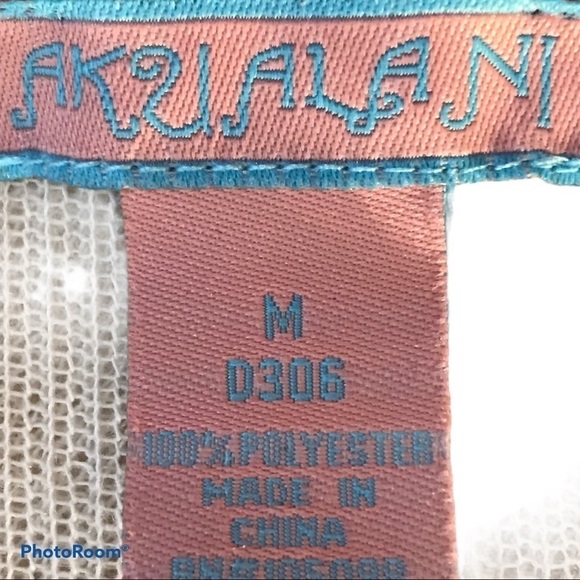 AKUALANI
M
D306
100% POLYESTER
MADE IN
CHINA
PhotoRoom